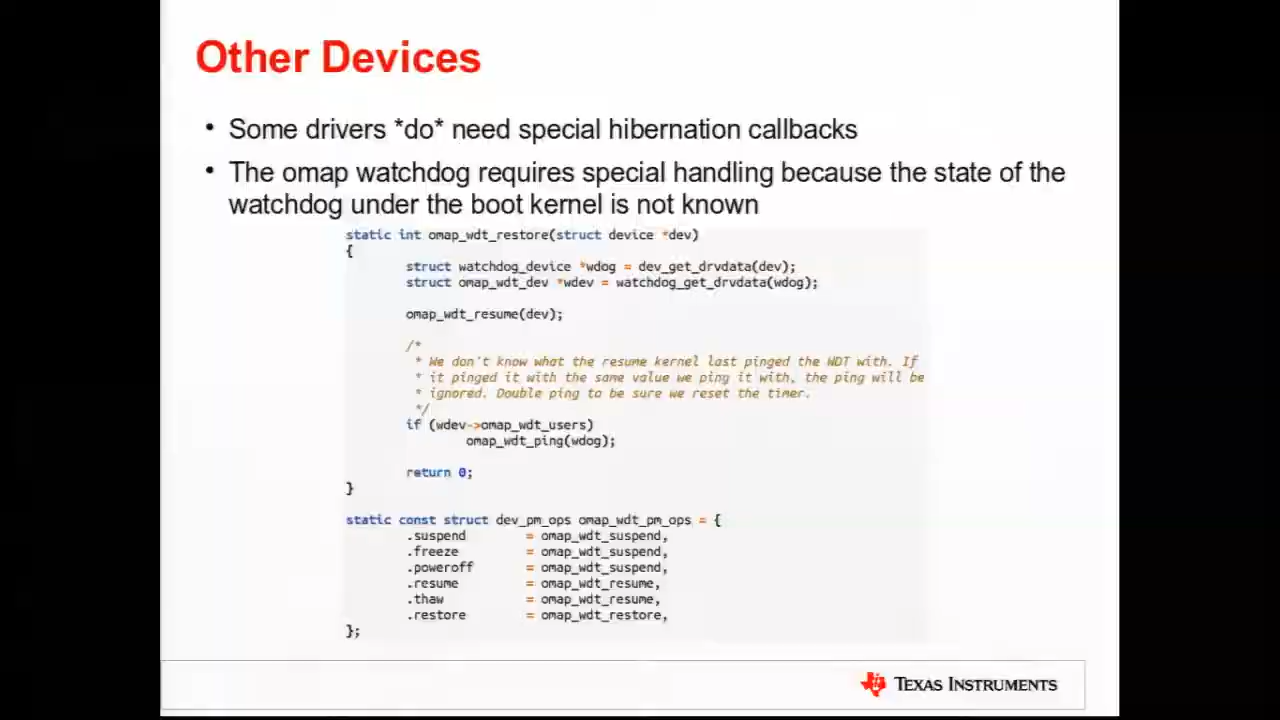 Other Devices
• Some drivers *do* need special hibernation callbacks
• The omap watchdog requires special handling because the state of the
watchdog under the boot kernel is not known
static int omap_wdt_restore(struct device *dev)
{
struct watchdog_device *wdog = dev_get_drvdata(dev);
struct omap_wdt_dev *wdev = watchdog_get_drvdata(wdog);
omap_wdt_resume(dev);
/*
* We don't know what the resume kernel last pinged the WDT with. If
* it pinged it with the same value we ping it with, the ping will be
* ignored. Double ping to be sure we reset the timer.
*/
if (wdev->omap_wdt_users)
omap_wdt_ping(wdog);
return 0;
}
static const struct dev_pm_ops omap_wdt_pm_ops = {
.suspend = omap_wdt_suspend,
.freeze = omap_wdt_suspend,
.poweroff = omap_wdt_suspend,
.resume = omap_wdt_resume,
.thaw = omap_wdt_resume,
.restore = omap_wdt_restore,
};
TEXAS INSTRUMENTS